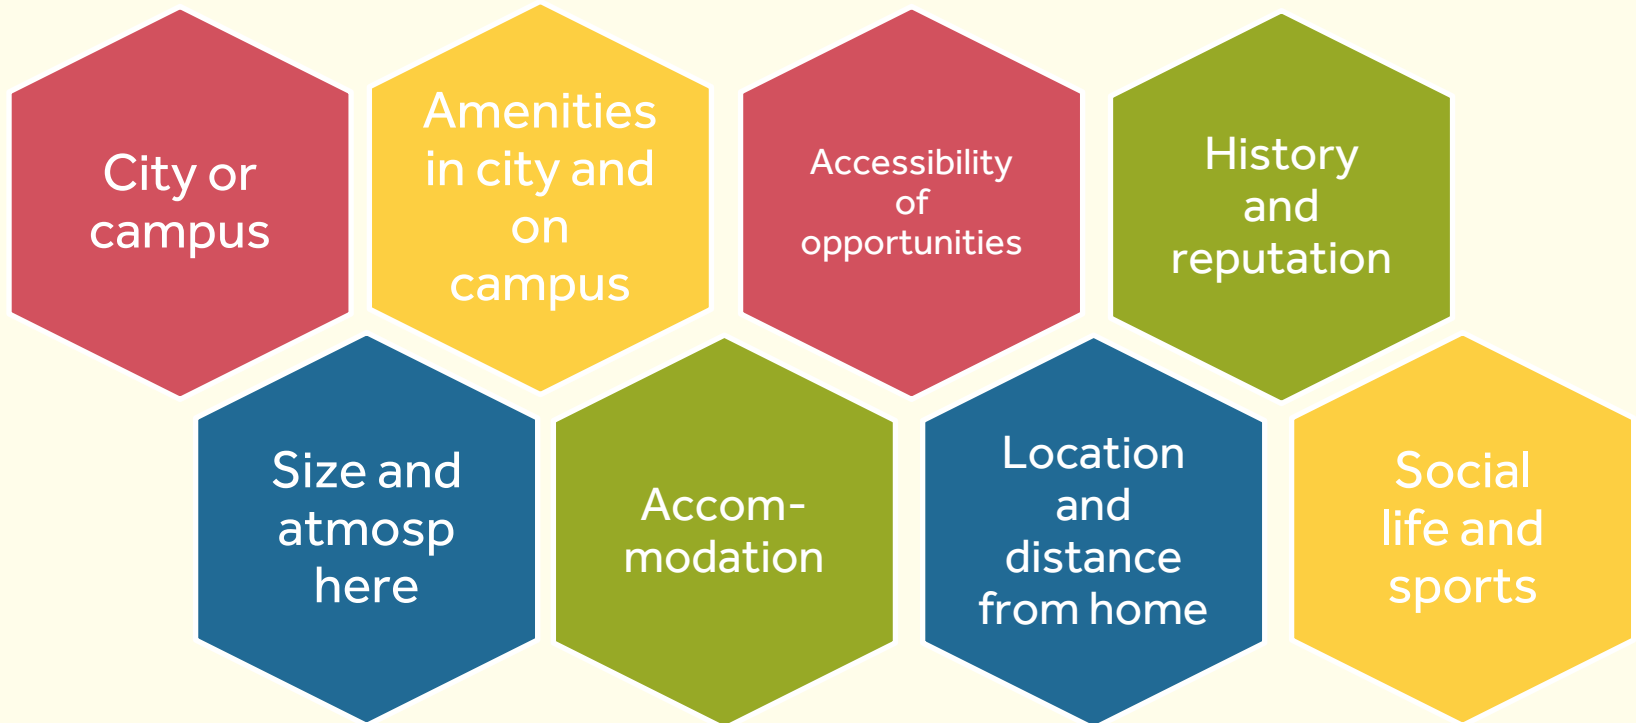 City or
campus
Amenities
in city and
on
campus
Accessibility
of
opportunities
History
and
reputation
Size and
atmosp
here
Accom-
modation
Location
and
distance
from home
Social
life and
sports